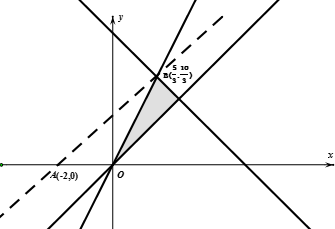 y
B(5/3, 10/3)
x
A(-2,0)
O